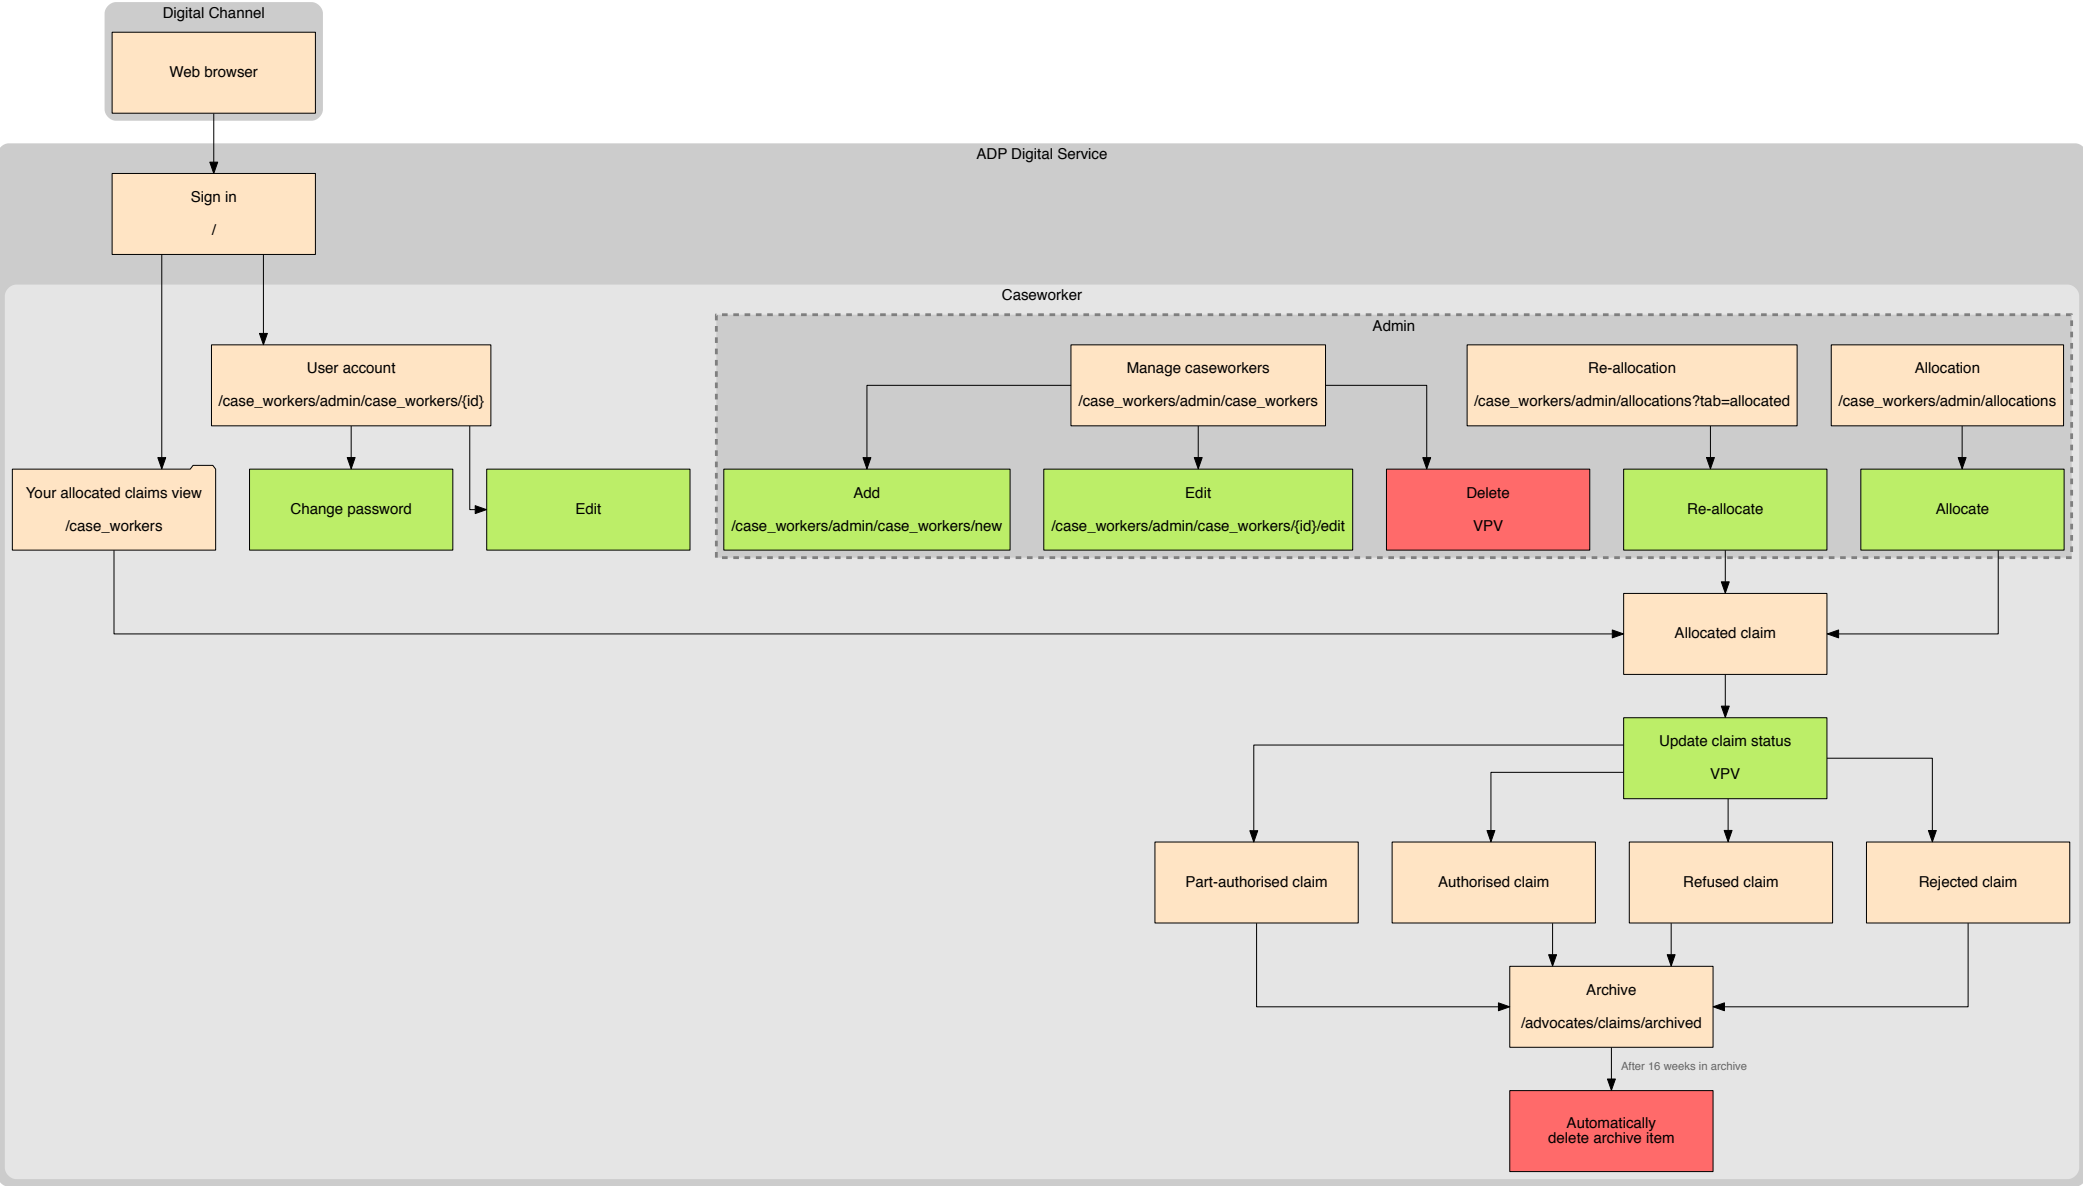 Digital Channel
Web browser
ADP Digital Service
Sign in
/
Caseworker
Admin
User account
/case_workers/admin/case_workers/{id}
Manage caseworkers
/case_workers/admin/case_workers
Re-allocation
/case_workers/admin/allocations?tab=allocated
Allocation
/case_workers/admin/allocations
Your allocated claims view
/case_workers
Change password
Edit
Add
/case_workers/admin/case_workers/new
Edit
/case_workers/admin/case_workers/{id}/edit
Delete
VPV
Re-allocate
Allocate
Allocated claim
Update claim status
VPV
Part-authorised claim
Authorised claim
Refused claim
Rejected claim
Archive
/advocates/claims/archived
After 16 weeks in archive
Automatically
delete archive item